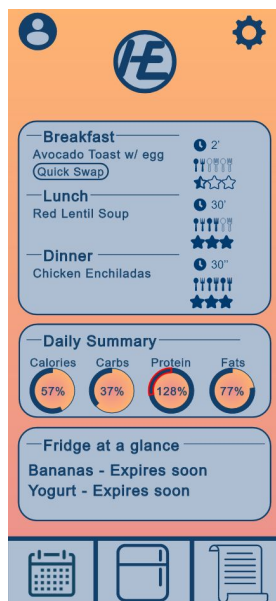 HE
Breakfast
Avocado Toast w/ egg
2'
Quick Swap
Lunch
30'
Red Lentil Soup
Dinner
30"
Chicken Enchiladas
Daily Summary
Calories Carbs Protein Fats
57% 37% 128% 77%
Fridge at a glance
Bananas - Expires soon
Yogurt - Expires soon